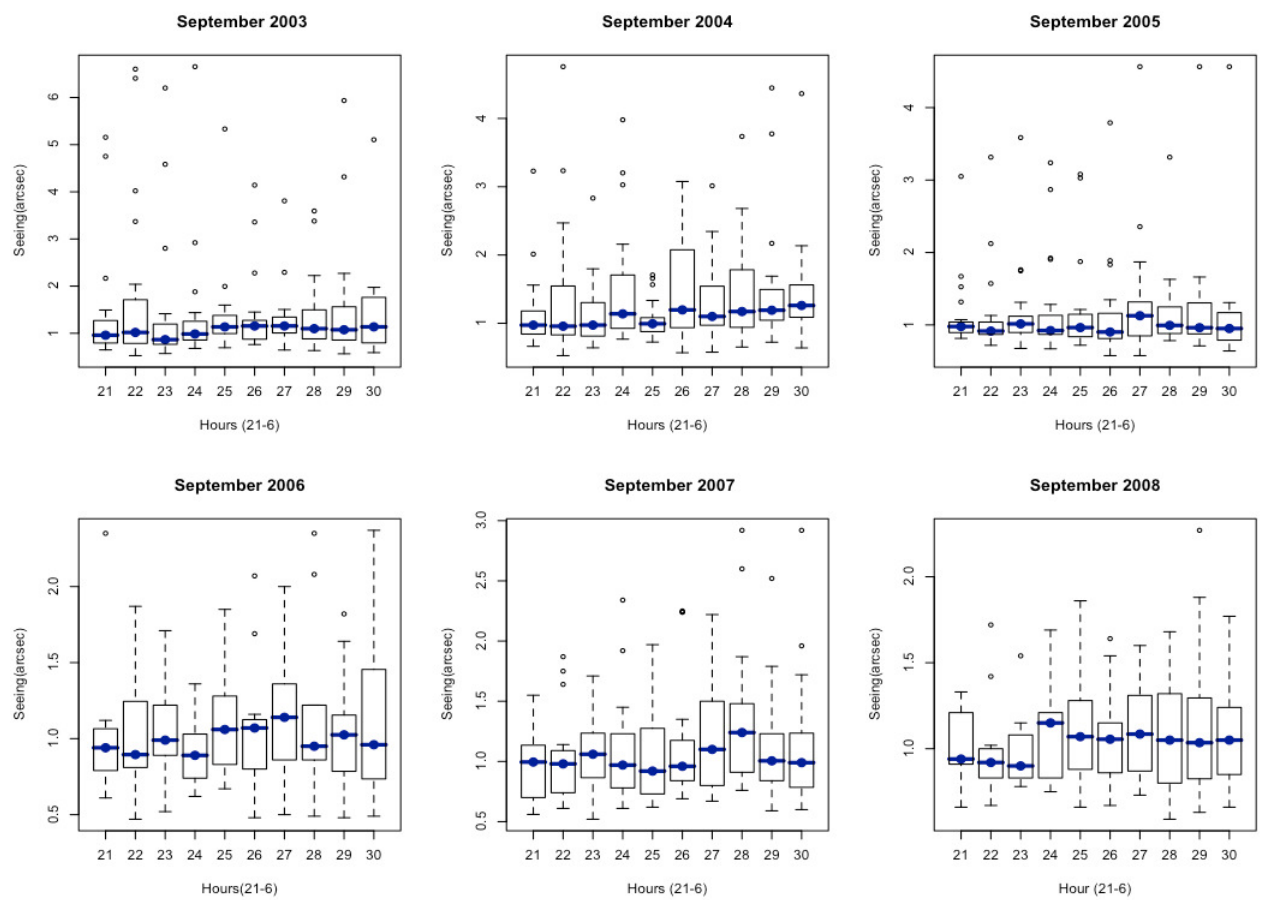 September 2003
September 2004
September 2005
Seeing(arcsec)
6
5
4
3
2
1
21 22 23 24 25 26 27 28 29 30
Hours (21-6)
Seeing(arcsec)
4
3
2
1
21 22 23 24 25 26 27 28 29 30
Hours (21-6)
Seeing(arcsec)
4
3
2
1
21 22 23 24 25 26 27 28 29 30
Hours (21-6)
September 2006
September 2007
September 2008
Seeing(arcsec)
2.0
1.5
1.0
0.5
21 22 23 24 25 26 27 28 29 30
Hours(21-6)
Seeing(arcsec)
3.0
2.5
2.0
1.5
1.0
0.5
21 22 23 24 25 26 27 28 29 30
Hours (21-6)
Seeing(arcsec)
2.0
1.5
1.0
21 22 23 24 25 26 27 28 29 30
Hour (21-6)